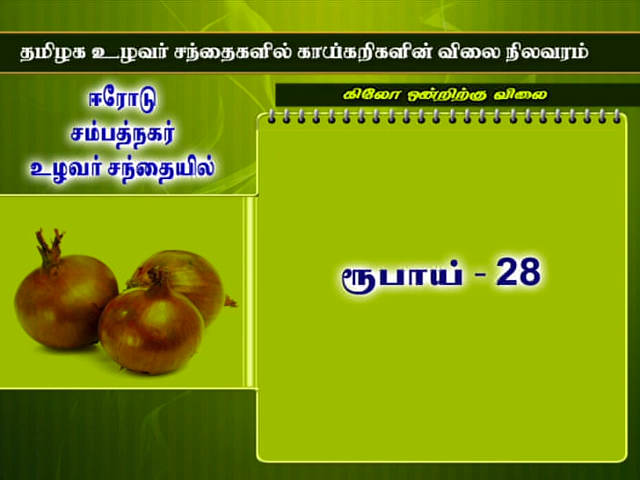 தமிழக உழவர் சந்தைகளில் காய்கறிகளின் விலை நிலவரம்
ஈரோடு
சம்பத்நகர்
உழவர் சந்தையில்
கிலோ ஒன்றிற்கு விலை
ரூபாய் - 28